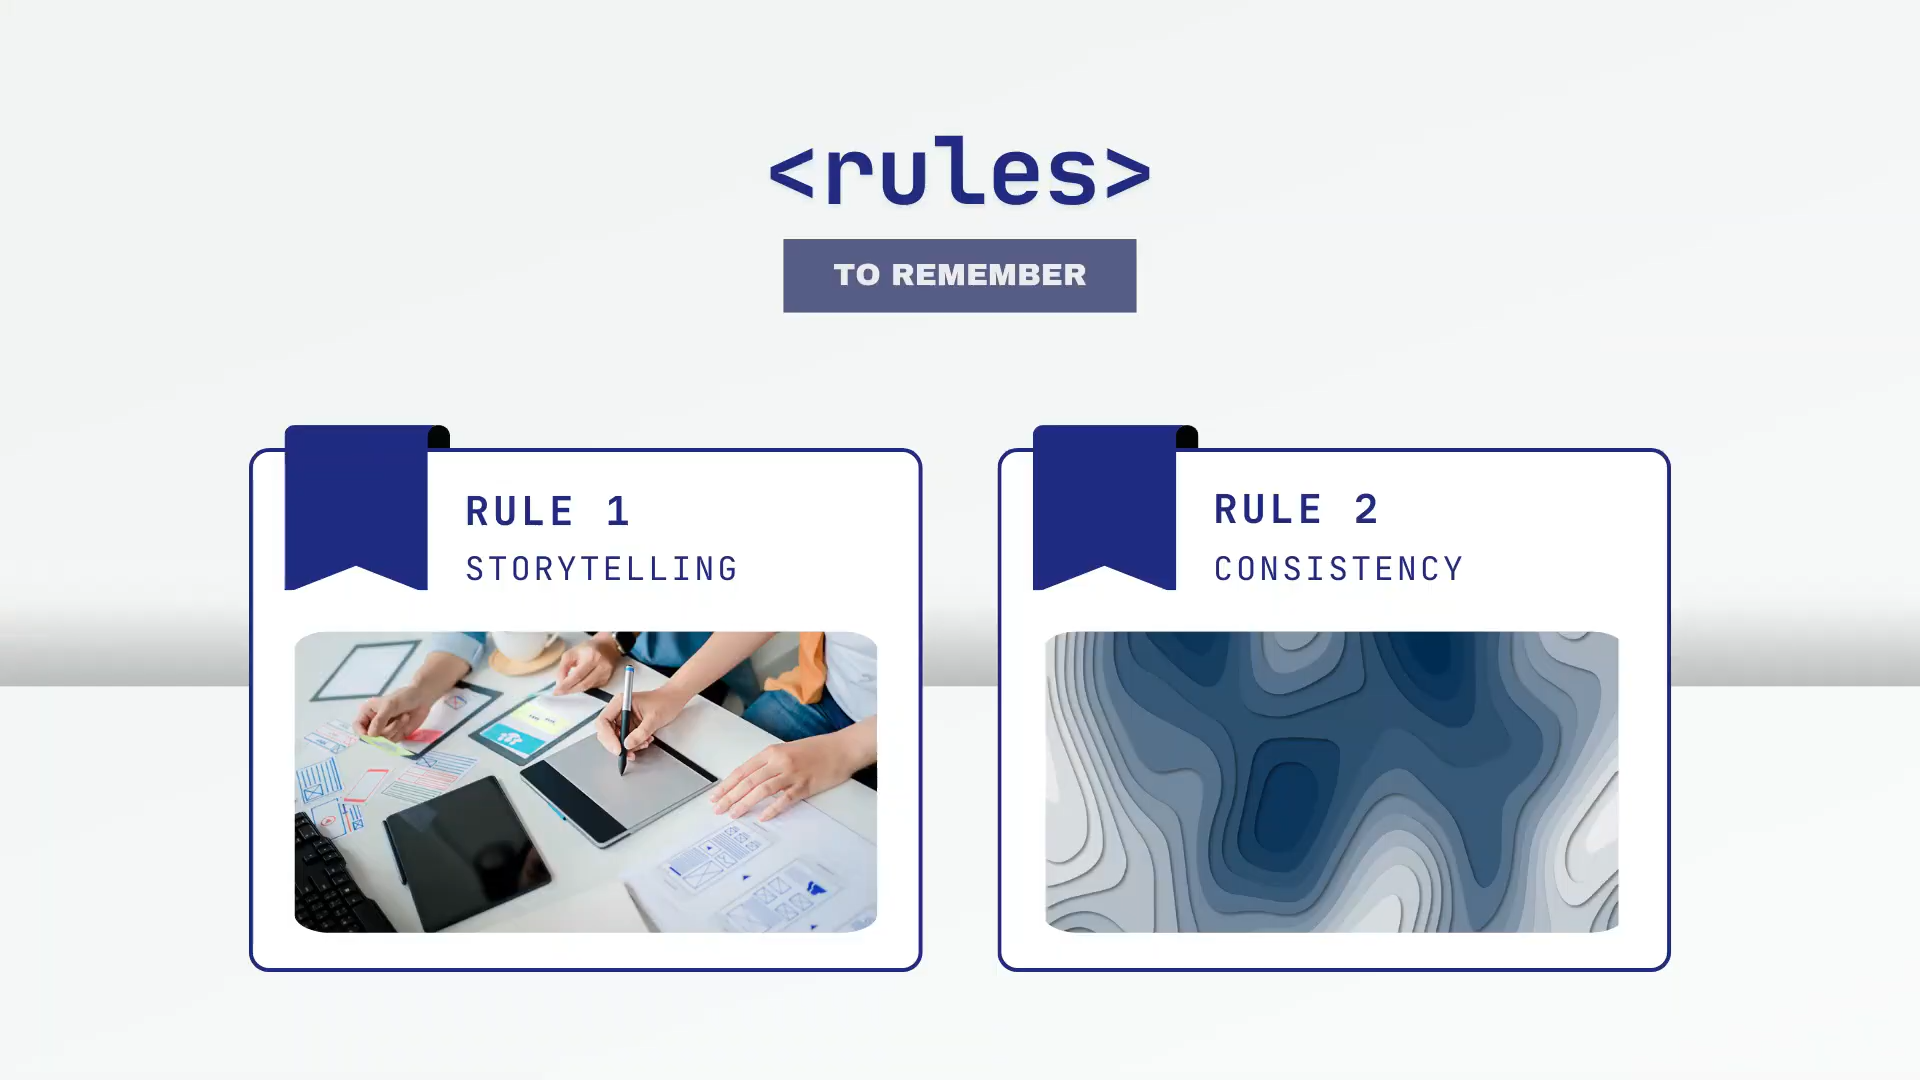 <rules>
TO REMEMBER
RULE 1
STORYTELLING
RULE 2
CONSISTENCY